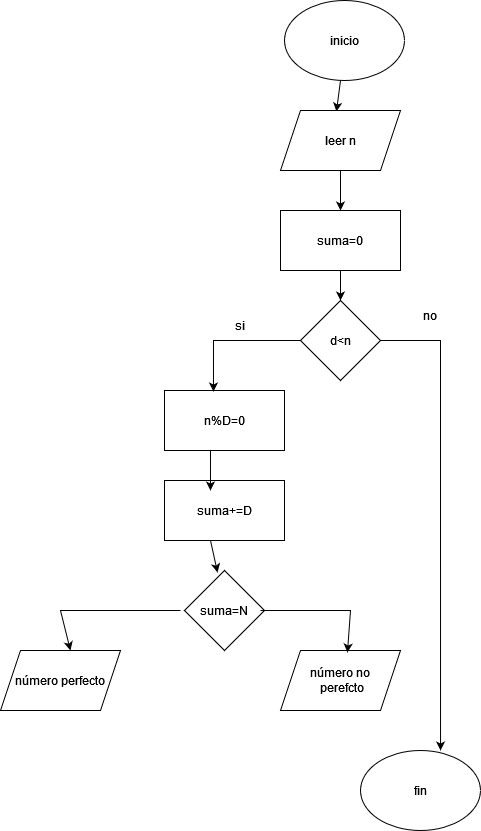 inicio
leer n
suma=0
d<n
si
no
n%D=0
suma+=D
suma=N
número perfecto
número no
perefcto
fin